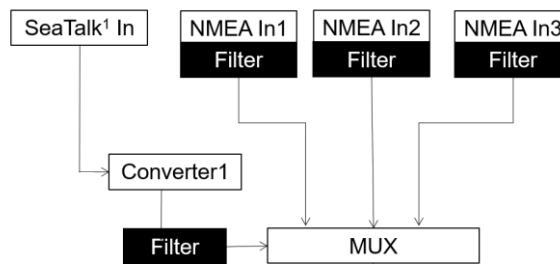 SeaTalk¹ In
NMEA In1
Filter
NMEA In2
Filter
NMEA In3
Filter
Converter1
Filter
MUX